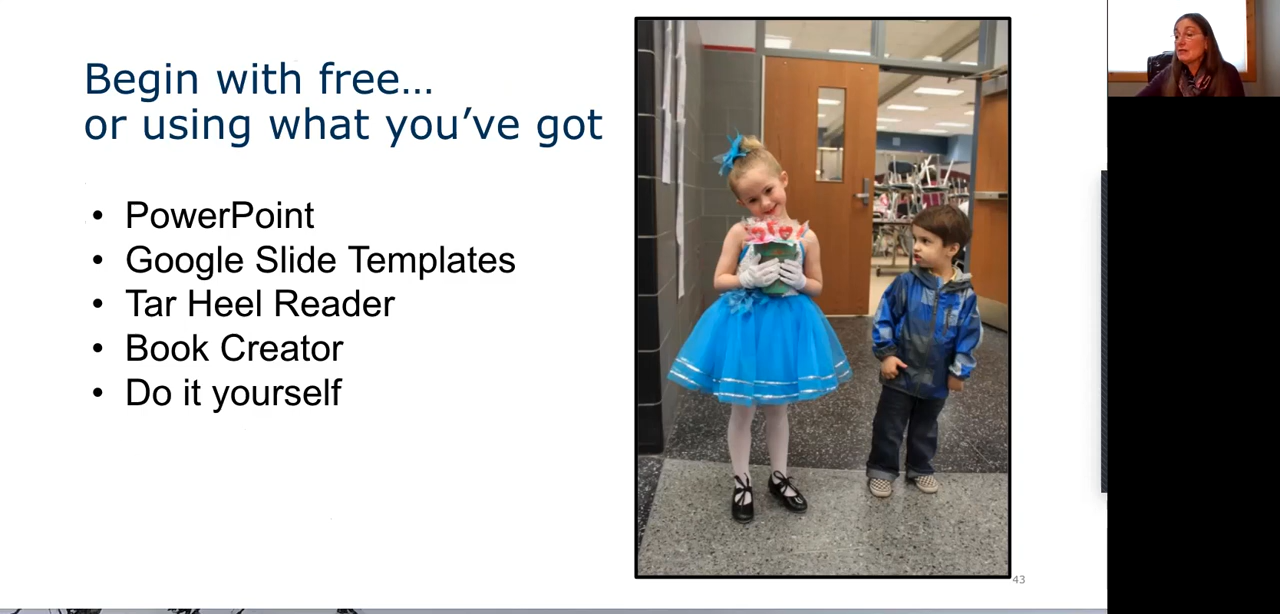 Begin with free…
or using what you’ve got
• PowerPoint
• Google Slide Templates
• Tar Heel Reader
• Book Creator
• Do it yourself
43